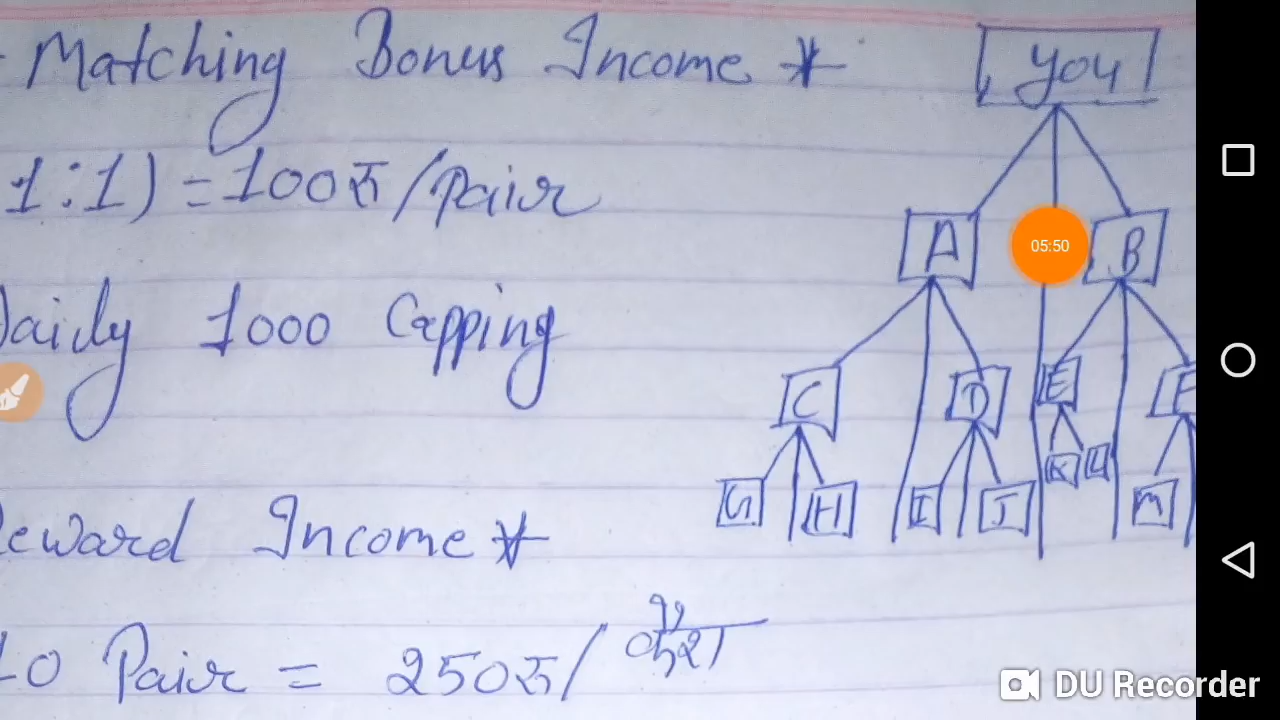 Matching Bonus Income *
1:1) = 100रु/Pair
Daily 1000 Capping
Reward Income *
10 Pair = 250रु/
You
A
B
05:50
C
D
E
F
G
H
I
J
K
L
M
DU Recorder